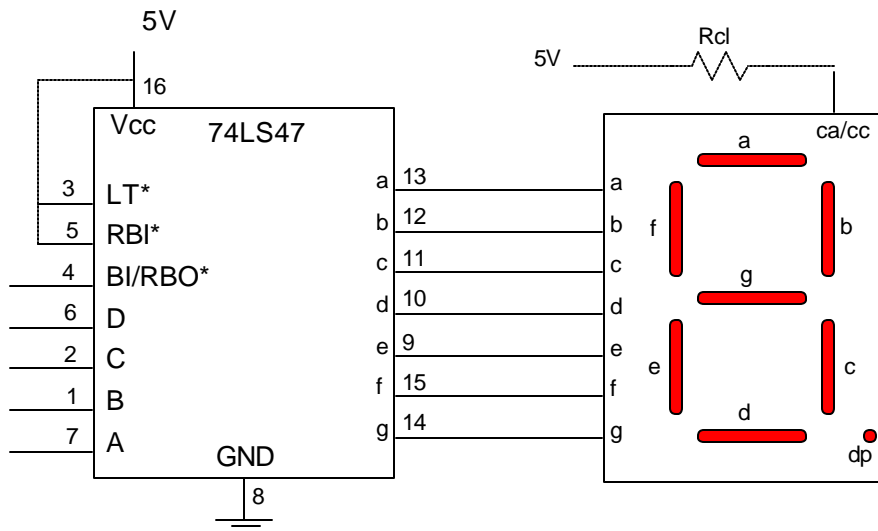 5V
16
Vcc
74LS47
3
LT*
5
RBI*
4
BI/RBO*
6
D
2
C
1
B
7
A
GND
8
a
13
b
12
c
11
d
10
e
9
f
15
g
14
5V
Rcl
ca/cc
a
b
c
d
e
f
g
a
f
b
g
e
c
d
dp